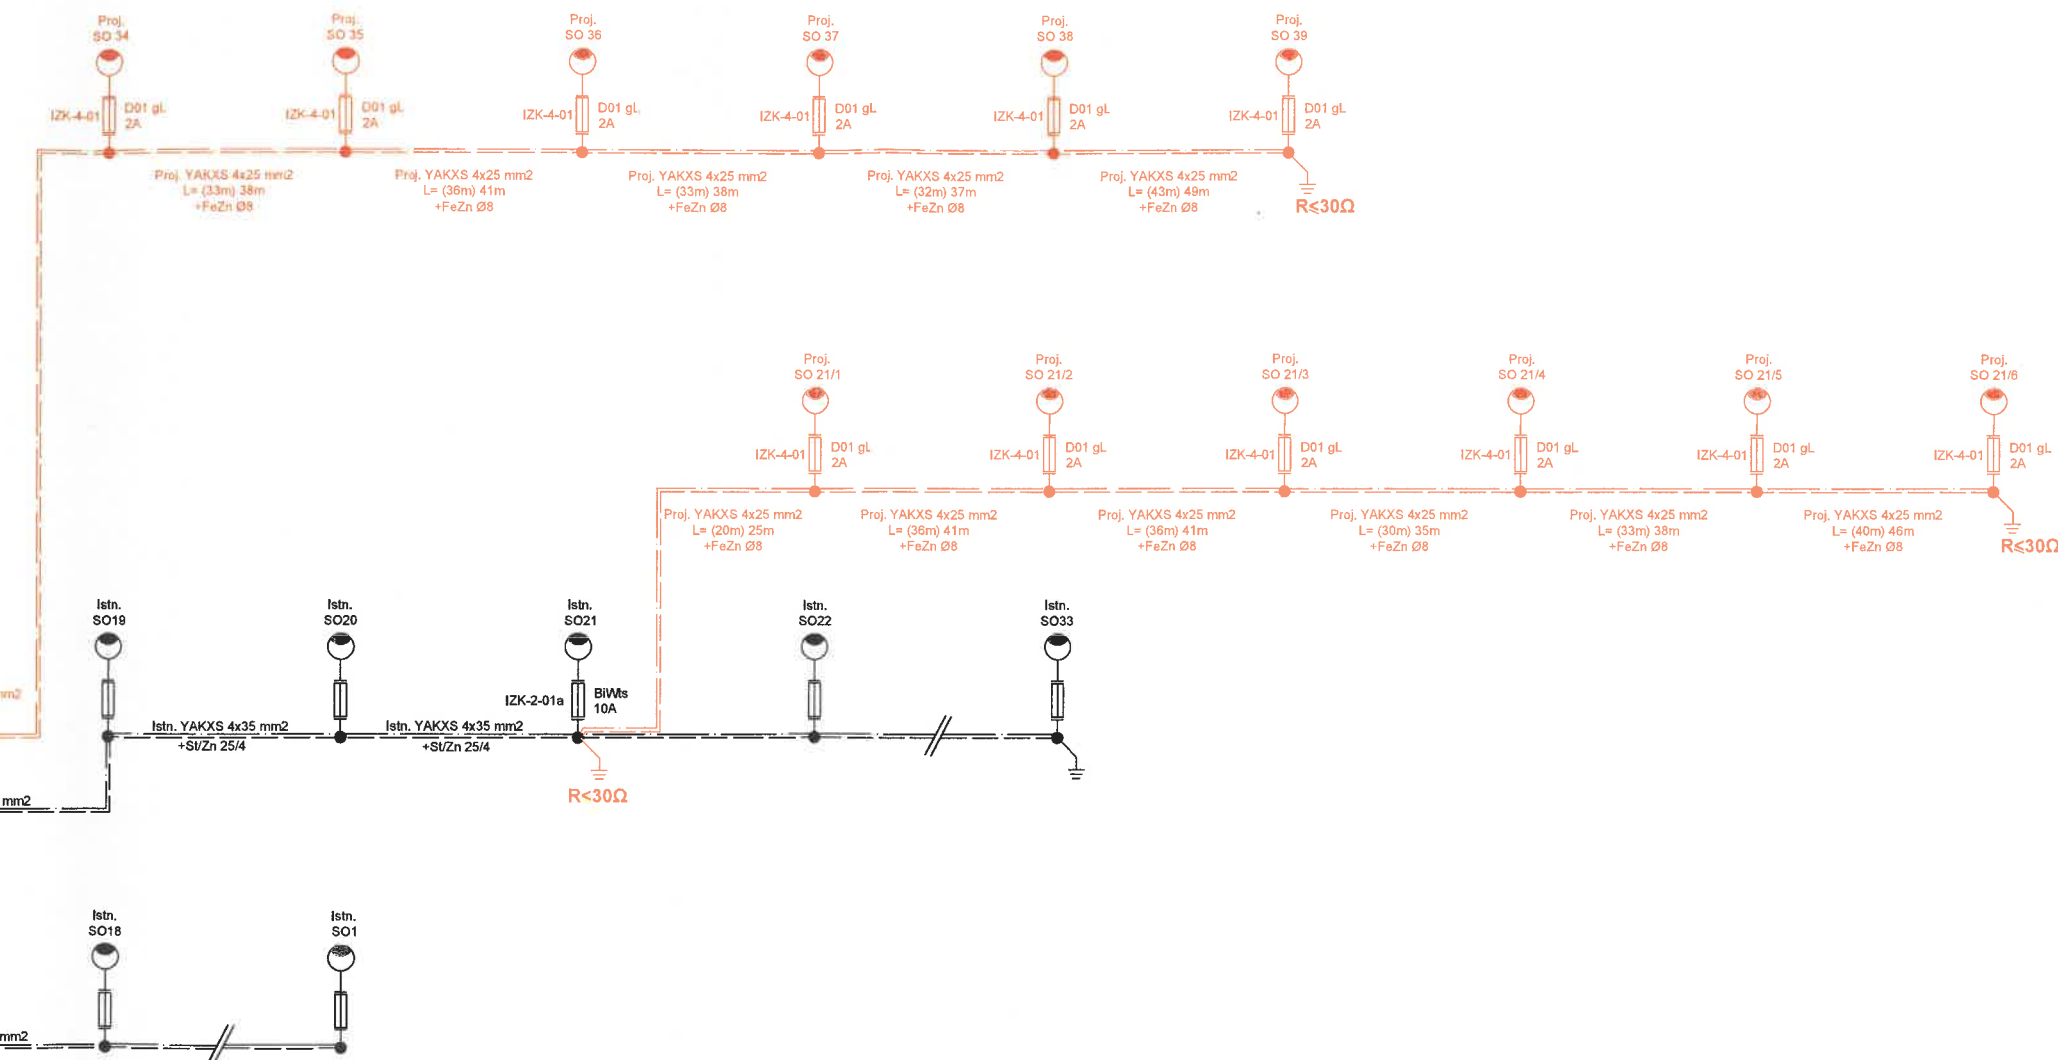 Proj.
SO 34
Proj.
SO 35
Proj.
SO 36
Proj.
SO 37
Proj.
SO 38
Proj.
SO 39
IZK-4-01
D01 gL
2A
IZK-4-01
D01 gL
2A
IZK-4-01
D01 gL
2A
IZK-4-01
D01 gL
2A
IZK-4-01
D01 gL
2A
IZK-4-01
D01 gL
2A
Proj. YAKXS 4x25 mm2
L= (33m) 38m
+FeZn Ø8
Proj. YAKXS 4x25 mm2
L= (36m) 41m
+FeZn Ø8
Proj. YAKXS 4x25 mm2
L= (33m) 38m
+FeZn Ø8
Proj. YAKXS 4x25 mm2
L= (32m) 37m
+FeZn Ø8
Proj. YAKXS 4x25 mm2
L= (43m) 49m
+FeZn Ø8
R≤30Ω
Proj.
SO 21/1
Proj.
SO 21/2
Proj.
SO 21/3
Proj.
SO 21/4
Proj.
SO 21/5
Proj.
SO 21/6
IZK-4-01
D01 gL
2A
IZK-4-01
D01 gL
2A
IZK-4-01
D01 gL
2A
IZK-4-01
D01 gL
2A
IZK-4-01
D01 gL
2A
IZK-4-01
D01 gL
2A
Proj. YAKXS 4x25 mm2
L= (20m) 25m
+FeZn Ø8
Proj. YAKXS 4x25 mm2
L= (36m) 41m
+FeZn Ø8
Proj. YAKXS 4x25 mm2
L= (36m) 41m
+FeZn Ø8
Proj. YAKXS 4x25 mm2
L= (30m) 35m
+FeZn Ø8
Proj. YAKXS 4x25 mm2
L= (33m) 38m
+FeZn Ø8
Proj. YAKXS 4x25 mm2
L= (40m) 46m
+FeZn Ø8
R≤30Ω
Istn.
SO19
Istn.
SO20
Istn.
SO21
Istn.
SO22
Istn.
SO33
mm2
IZK-2-01a
BiWts
10A
Istn. YAKXS 4x35 mm2
+St/Zn 25/4
Istn. YAKXS 4x35 mm2
+St/Zn 25/4
R<30Ω
mm2
Istn.
SO18
Istn.
SO1
mm2